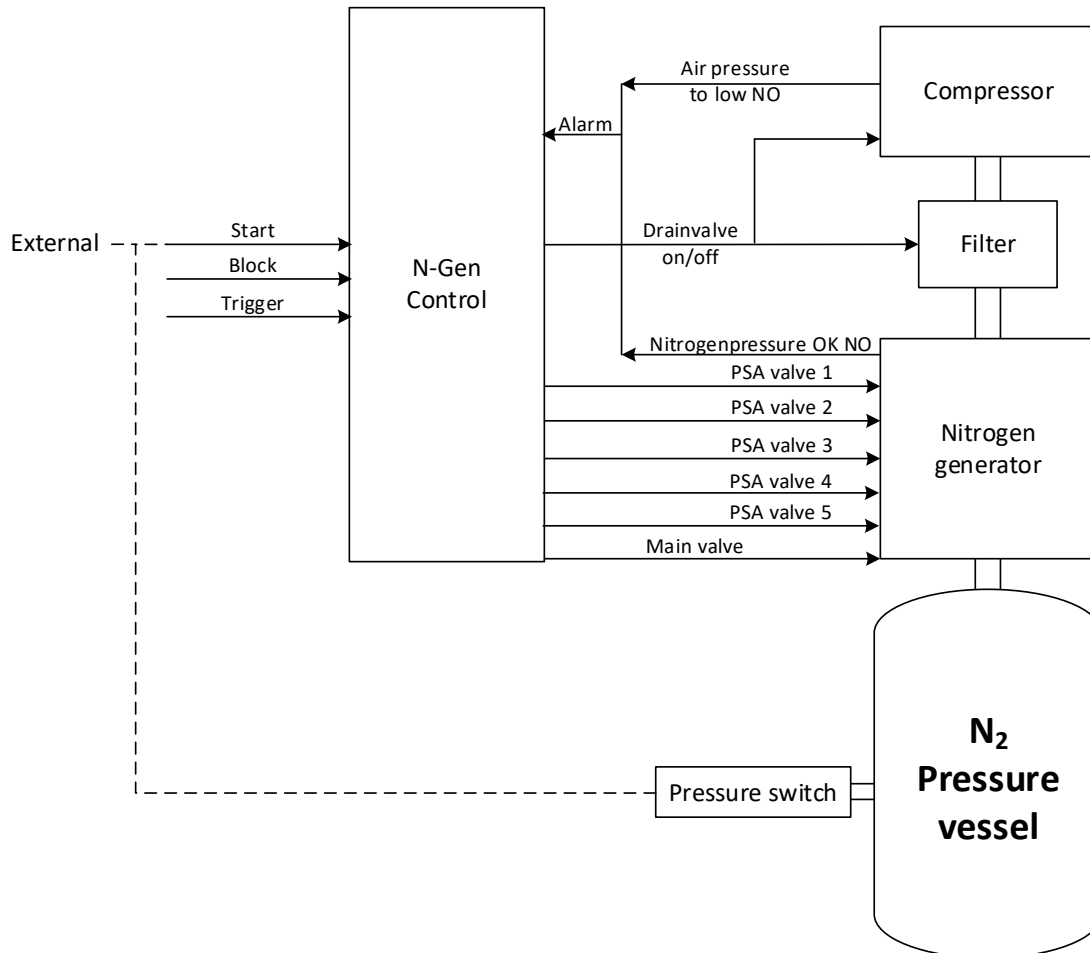 Air pressure
to low NO
Compressor
Alarm
External
Start
Drainvalve
on/off
Filter
Block
N-Gen
Control
Trigger
Nitrogenpressure OK NO
PSA valve 1
PSA valve 2
PSA valve 3
PSA valve 4
PSA valve 5
Main valve
Nitrogen
generator
N₂
Pressure
vessel
Pressure switch